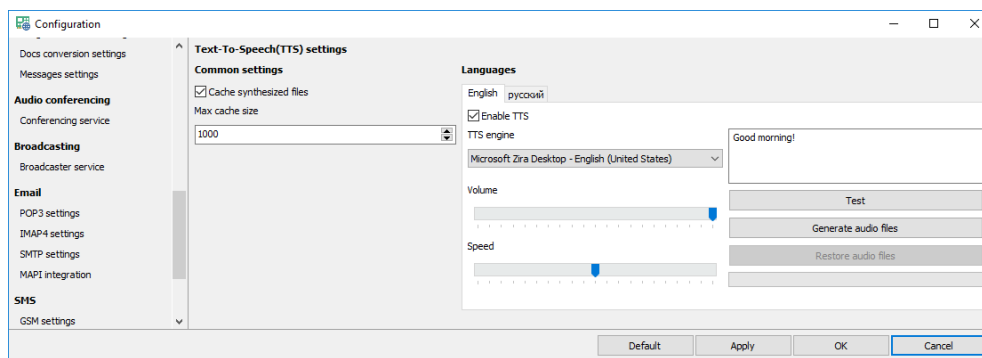 Configuration
Docs conversion settings
Messages settings
Audio conferencing
Conferencing service
Broadcasting
Broadcaster service
Email
POP3 settings
IMAP4 settings
SMTP settings
MAPI integration
SMS
GSM settings
Text-To-Speech(TTS) settings
Common settings
Cache synthesized files
Max cache size
1000
Languages
English русский
Enable TTS
TTS engine
Microsoft Zira Desktop - English (United States)
Volume
Speed
Good morning!
Test
Generate audio files
Restore audio files
Default Apply OK Cancel